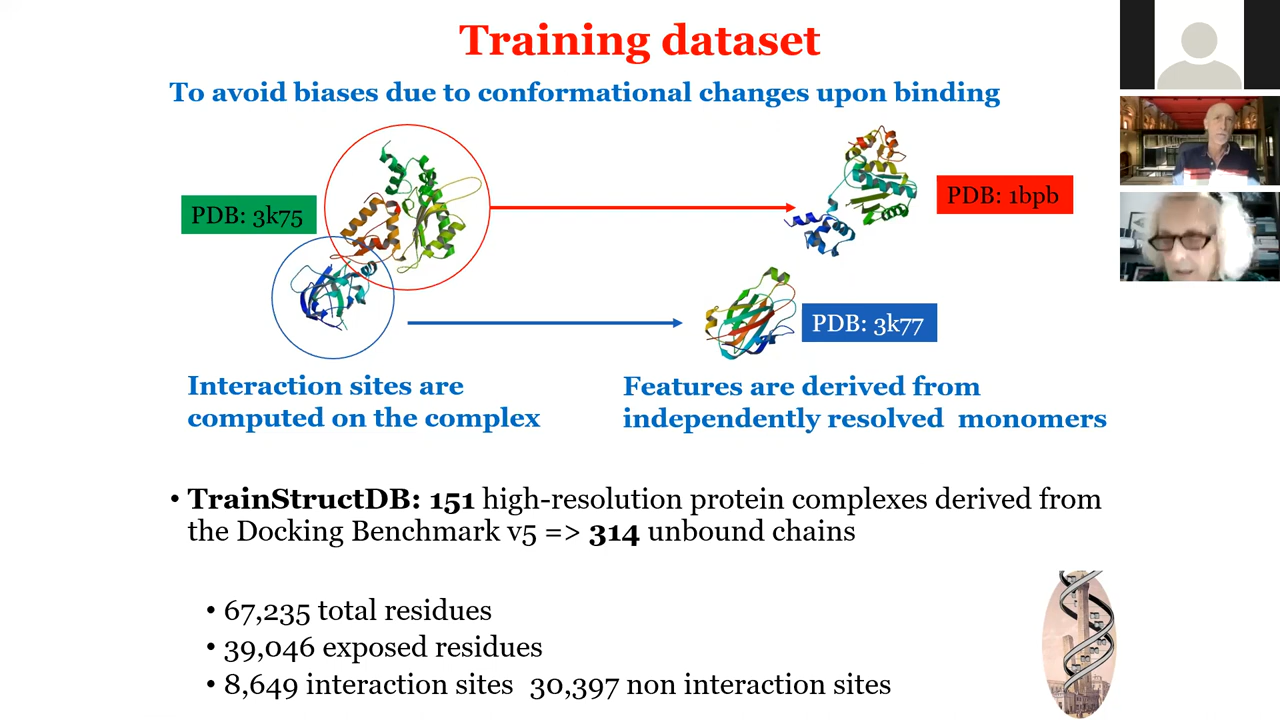 Training dataset
To avoid biases due to conformational changes upon binding
PDB: 3k75
PDB: 1bpb
PDB: 3k77
Interaction sites are
computed on the complex
Features are derived from
independently resolved monomers
• TrainStructDB: 151 high-resolution protein complexes derived from
the Docking Benchmark v5 => 314 unbound chains
• 67,235 total residues
• 39,046 exposed residues
• 8,649 interaction sites 30,397 non interaction sites